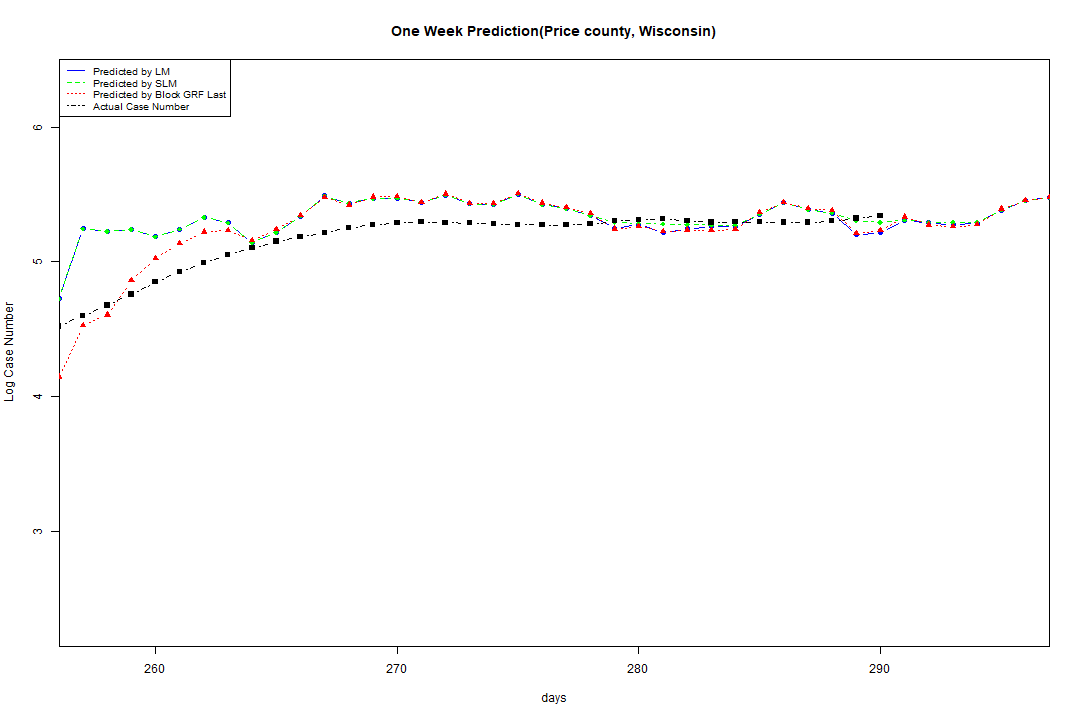 One Week Prediction(Price county, Wisconsin)
Predicted by LM
Predicted by SLM
Predicted by Block GRF Last
Actual Case Number
6
5
4
3
Log Case Number
260
270
280
290
days